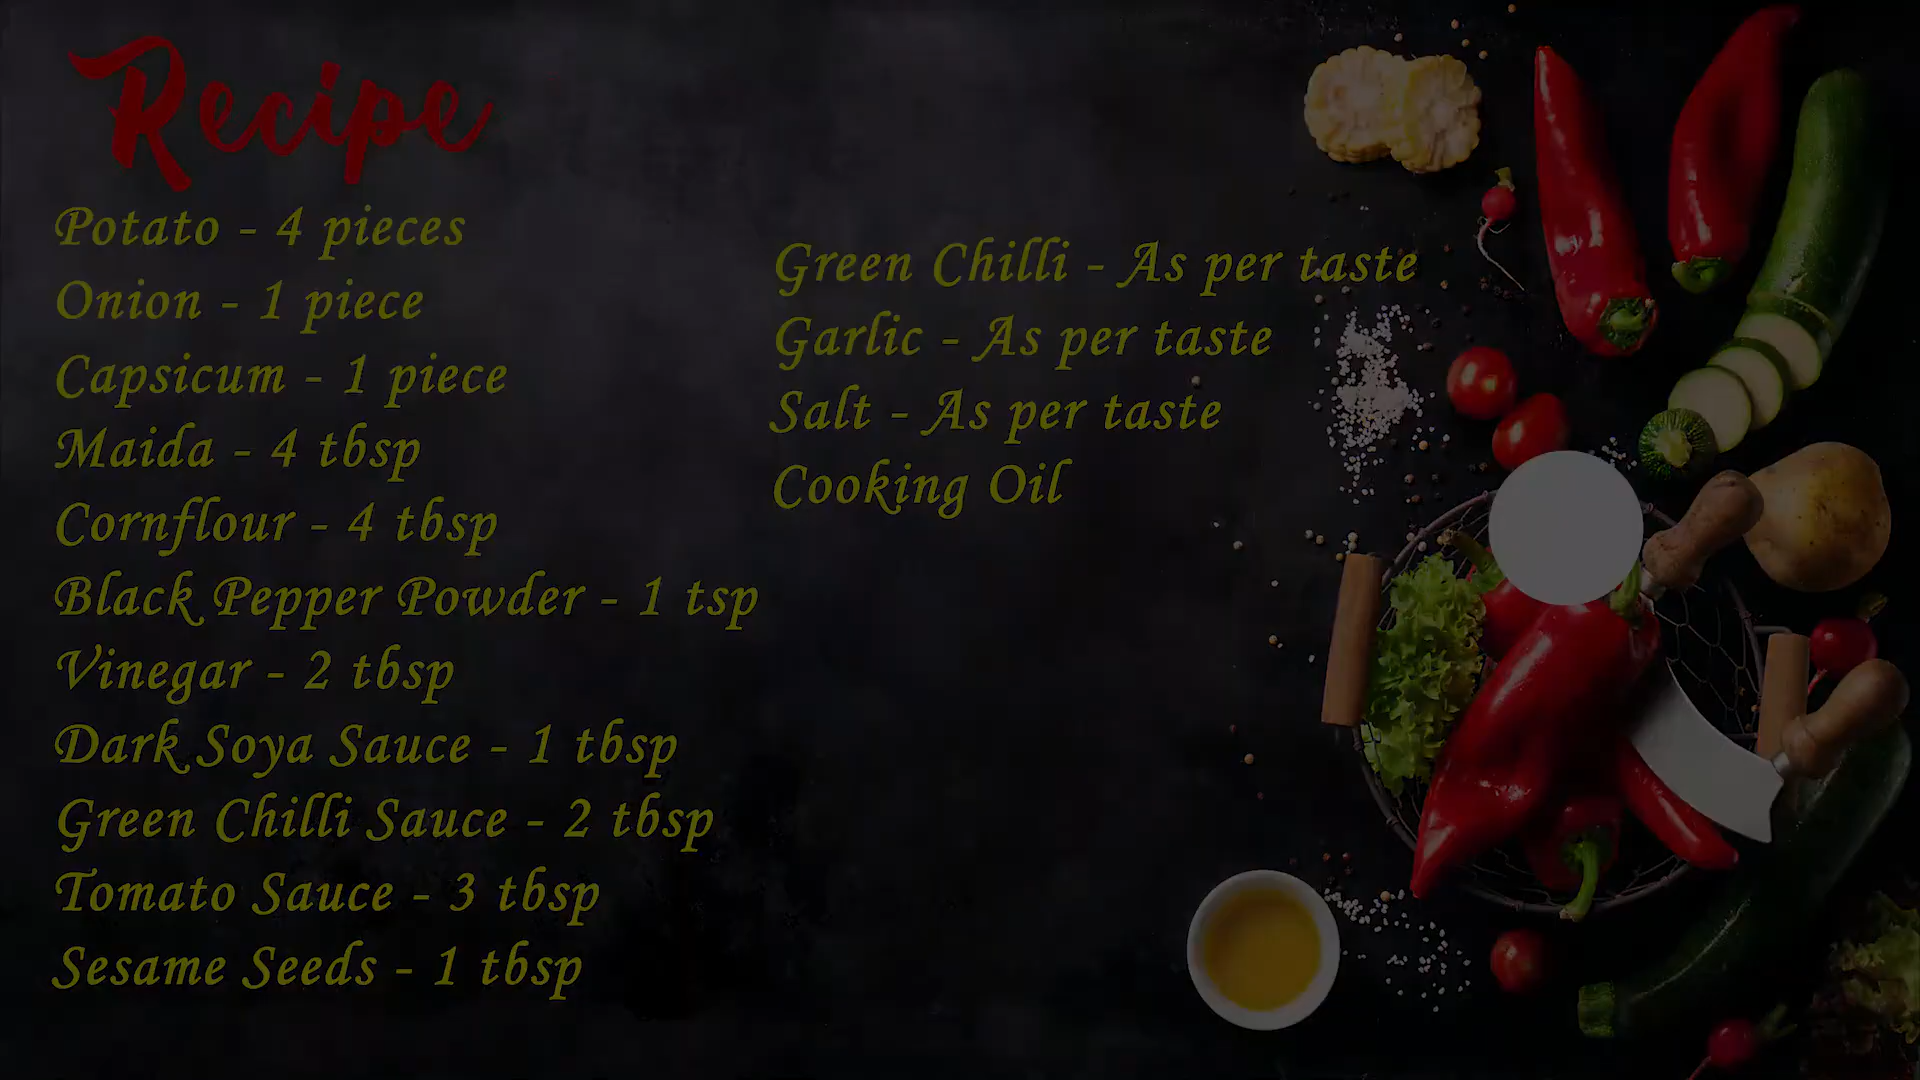 Recipe
Potato - 4 pieces
Onion - 1 piece
Capsicum - 1 piece
Maida - 4 tbsp
Cornflour - 4 tbsp
Black Pepper Powder - 1 tsp
Vinegar - 2 tbsp
Dark Soya Sauce - 1 tbsp
Green Chilli Sauce - 2 tbsp
Tomato Sauce - 3 tbsp
Sesame Seeds - 1 tbsp
Green Chilli - As per taste
Garlic - As per taste
Salt - As per taste
Cooking Oil